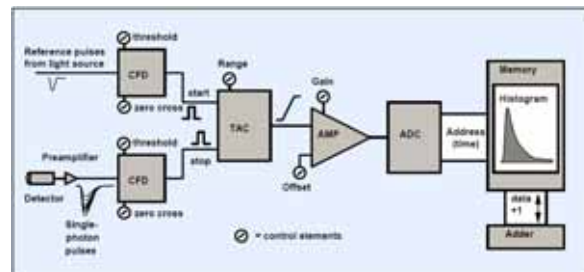 Reference pulses
from light source
threshold
CFD
zero cross
start
Range
TAC
stop
Preamplifier
threshold
CFD
zero cross
Detector
Single-
photon
pulses
Gain
AMP
Offset
ADC
Address
(time)
Memory
Histogram
data
+1
Adder
= control elements